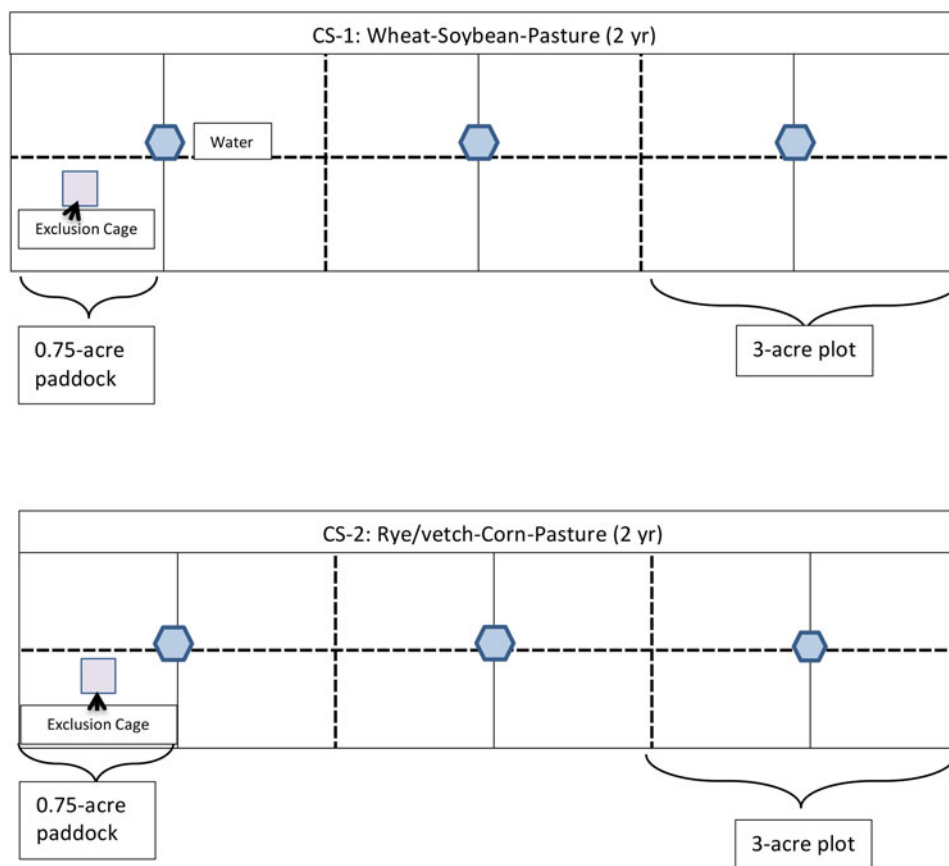 CS-1: Wheat-Soybean-Pasture (2 yr)
Water
Exclusion Cage
0.75-acre
paddock
3-acre plot
CS-2: Rye/vetch-Corn-Pasture (2 yr)
Exclusion Cage
0.75-acre
paddock
3-acre plot